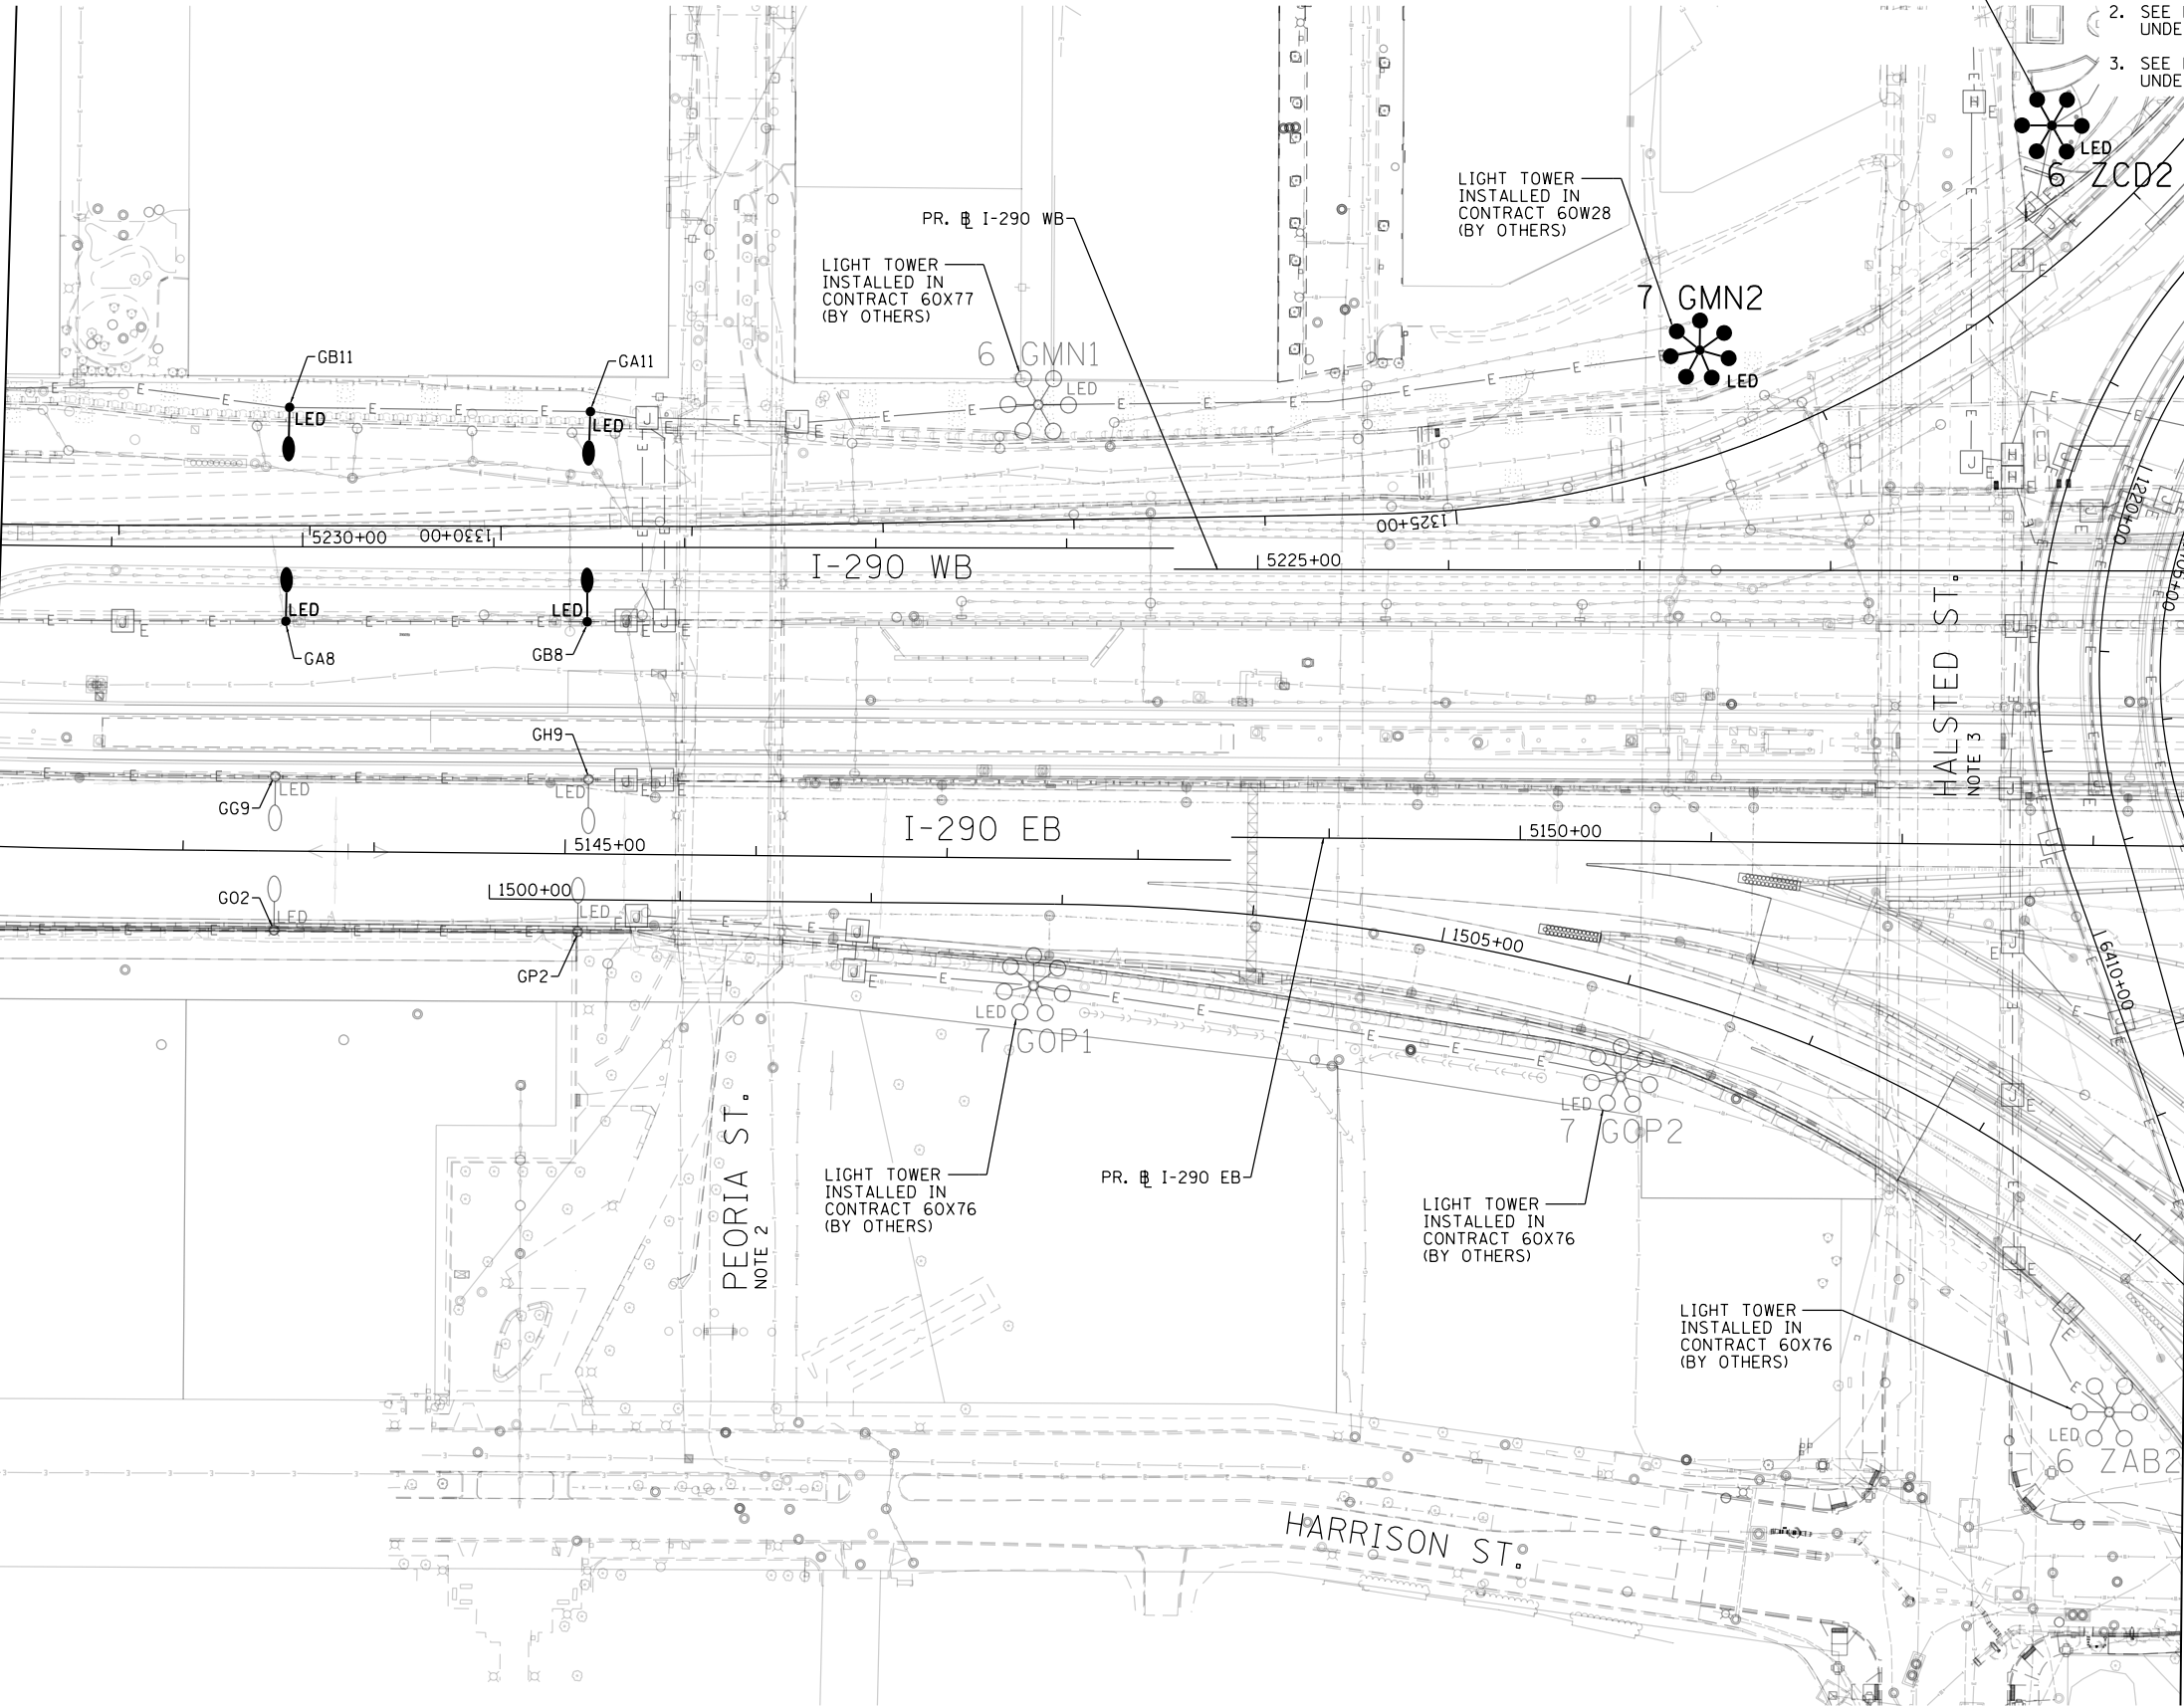 2. SEE
UNDE
3. SEE
UNDE
LED
6 ZCD2
LIGHT TOWER
INSTALLED IN
CONTRACT 60W28
(BY OTHERS)
PR. ⅊ I-290 WB
LIGHT TOWER
INSTALLED IN
CONTRACT 60X77
(BY OTHERS)
7 GMN2
LED
6 GMN1
LED
GB11
LED
GA11
LED
5230+00
1330+00
1325+00
1220+00
I-290 WB
5225+00
LED
GA8
LED
GB8
HALSTED ST.
NOTE 3
GH9
LED
GG9
LED
I-290 EB
5145+00
5150+00
GO2
LED
1500+00
LED
GP2
1505+00
6410+00
LED
7 GOP1
LED
7 GOP2
PEORIA ST.
NOTE 2
LIGHT TOWER
INSTALLED IN
CONTRACT 60X76
(BY OTHERS)
PR. ⅊ I-290 EB
LIGHT TOWER
INSTALLED IN
CONTRACT 60X76
(BY OTHERS)
LIGHT TOWER
INSTALLED IN
CONTRACT 60X76
(BY OTHERS)
LED
6 ZAB2
HARRISON ST.